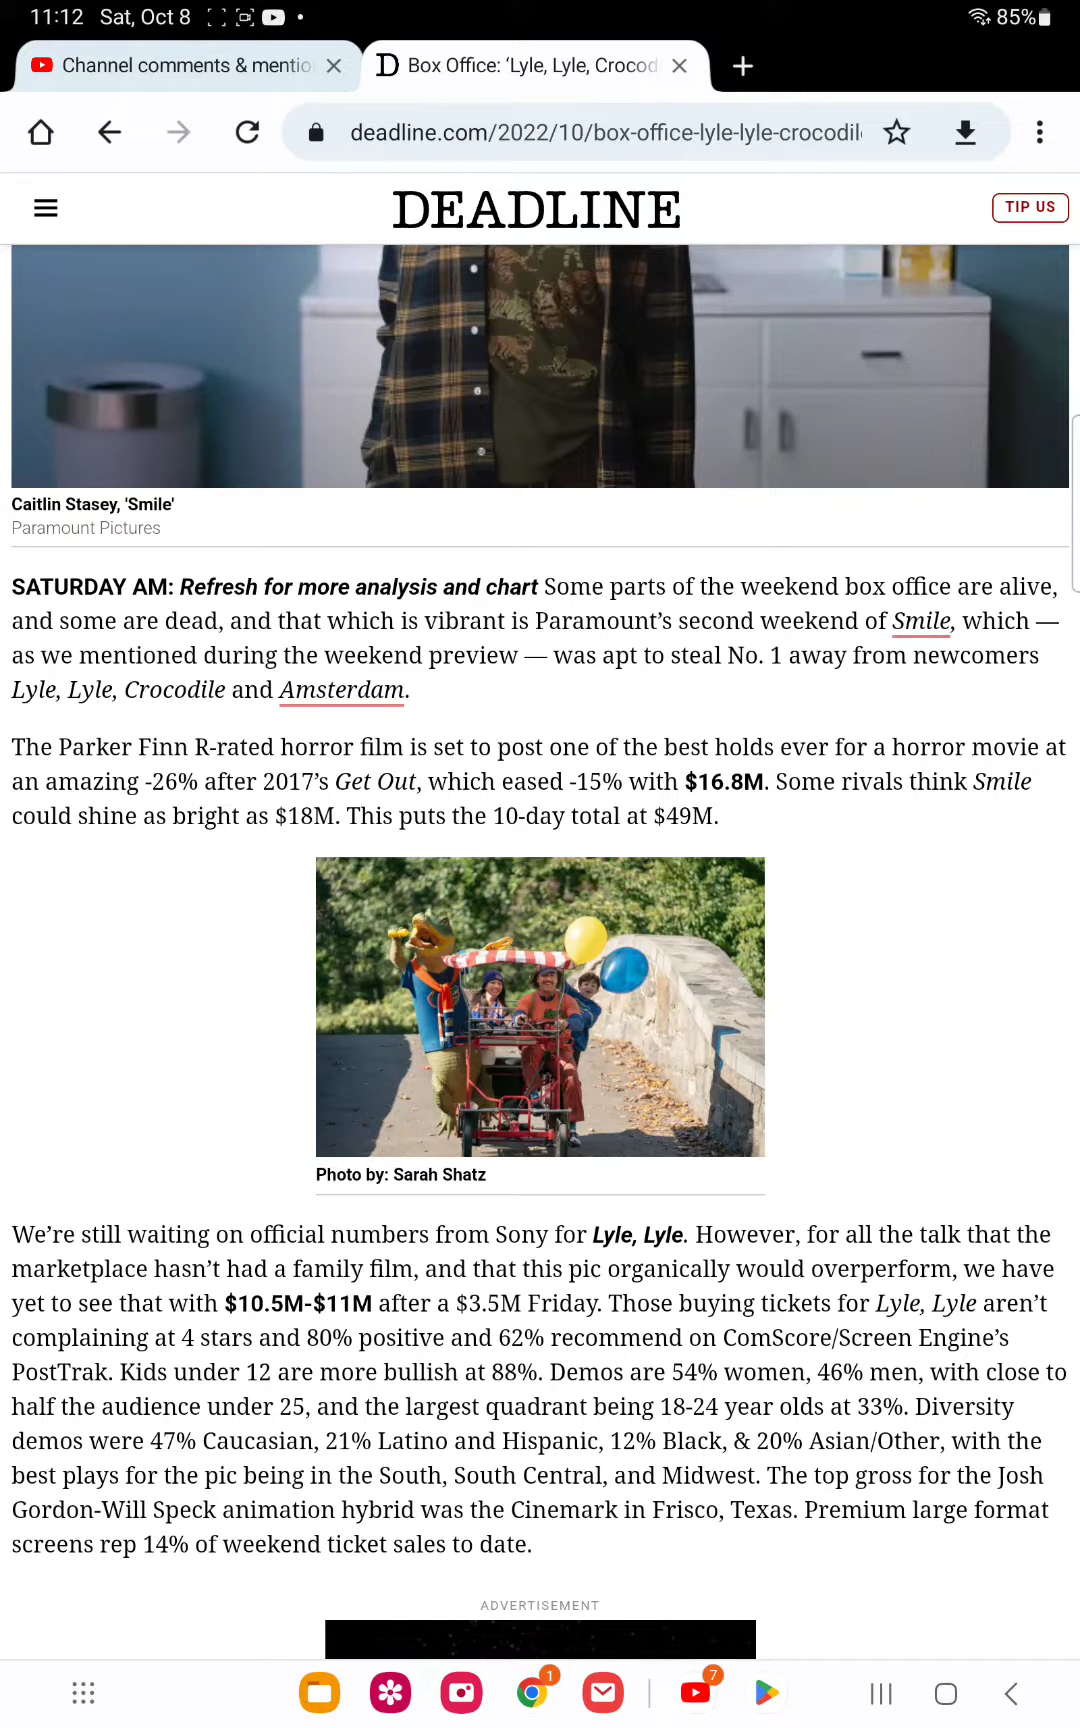 11:12 Sat, Oct 8
85%
Channel comments & mentio
D Box Office: ‘Lyle, Lyle, Crocod
deadline.com/2022/10/box-office-lyle-lyle-crocodil
DEADLINE
TIP US
Caitlin Stasey, 'Smile'
Paramount Pictures
SATURDAY AM: Refresh for more analysis and chart Some parts of the weekend box office are alive,
and some are dead, and that which is vibrant is Paramount’s second weekend of Smile, which —
as we mentioned during the weekend preview — was apt to steal No. 1 away from newcomers
Lyle, Lyle, Crocodile and Amsterdam.
The Parker Finn R-rated horror film is set to post one of the best holds ever for a horror movie at
an amazing -26% after 2017’s Get Out, which eased -15% with $16.8M. Some rivals think Smile
could shine as bright as $18M. This puts the 10-day total at $49M.
Photo by: Sarah Shatz
We’re still waiting on official numbers from Sony for Lyle, Lyle. However, for all the talk that the
marketplace hasn’t had a family film, and that this pic organically would overperform, we have
yet to see that with $10.5M-$11M after a $3.5M Friday. Those buying tickets for Lyle, Lyle aren’t
complaining at 4 stars and 80% positive and 62% recommend on ComScore/Screen Engine’s
PostTrak. Kids under 12 are more bullish at 88%. Demos are 54% women, 46% men, with close to
half the audience under 25, and the largest quadrant being 18-24 year olds at 33%. Diversity
demos were 47% Caucasian, 21% Latino and Hispanic, 12% Black, & 20% Asian/Other, with the
best plays for the pic being in the South, South Central, and Midwest. The top gross for the Josh
Gordon-Will Speck animation hybrid was the Cinemark in Frisco, Texas. Premium large format
screens rep 14% of weekend ticket sales to date.
ADVERTISEMENT
1
7